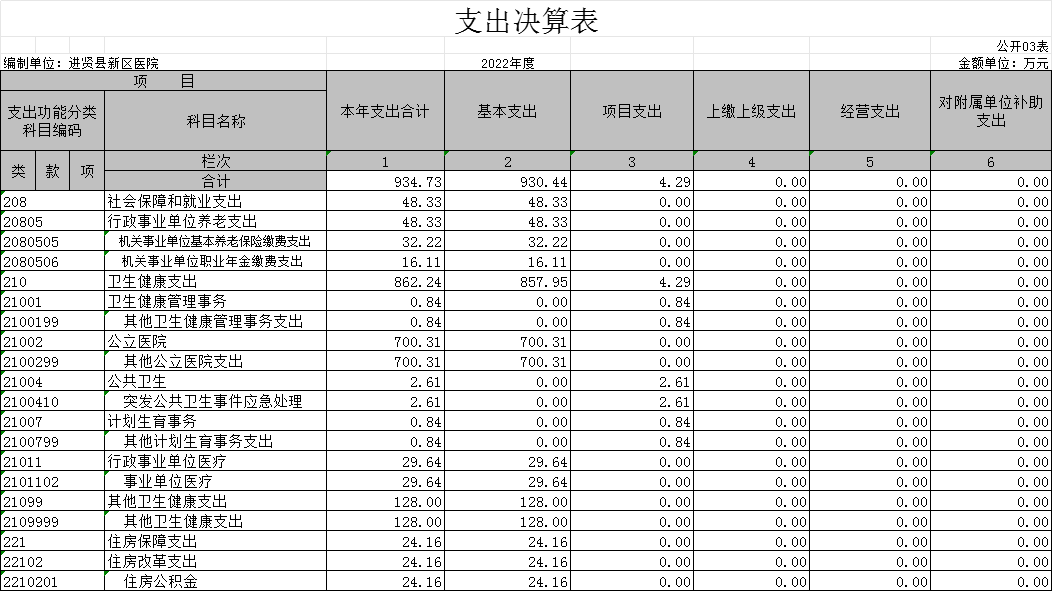 支出决算表
公开03表
编制单位：进贤县新区医院 2022年度 金额单位：万元
项 目 本年支出合计 基本支出 项目支出 上缴上级支出 经营支出 对附属单位补助支出
支出功能分类科目编码 科目名称
类 款 项 栏次 1 2 3 4 5 6
合计 934.73 930.44 4.29 0.00 0.00 0.00
208 社会保障和就业支出 48.33 48.33 0.00 0.00 0.00 0.00
20805 行政事业单位养老支出 48.33 48.33 0.00 0.00 0.00 0.00
2080505 机关事业单位基本养老保险缴费支出 32.22 32.22 0.00 0.00 0.00 0.00
2080506 机关事业单位职业年金缴费支出 16.11 16.11 0.00 0.00 0.00 0.00
210 卫生健康支出 862.24 857.95 4.29 0.00 0.00 0.00
21001 卫生健康管理事务 0.84 0.00 0.84 0.00 0.00 0.00
2100199 其他卫生健康管理事务支出 0.84 0.00 0.84 0.00 0.00 0.00
21002 公立医院 700.31 700.31 0.00 0.00 0.00 0.00
2100299 其他公立医院支出 700.31 700.31 0.00 0.00 0.00 0.00
21004 公共卫生 2.61 0.00 2.61 0.00 0.00 0.00
2100410 突发公共卫生事件应急处理 2.61 0.00 2.61 0.00 0.00 0.00
21007 计划生育事务 0.84 0.00 0.84 0.00 0.00 0.00
2100799 其他计划生育事务支出 0.84 0.00 0.84 0.00 0.00 0.00
21011 行政事业单位医疗 29.64 29.64 0.00 0.00 0.00 0.00
2101102 事业单位医疗 29.64 29.64 0.00 0.00 0.00 0.00
21099 其他卫生健康支出 128.00 128.00 0.00 0.00 0.00 0.00
2109999 其他卫生健康支出 128.00 128.00 0.00 0.00 0.00 0.00
221 住房保障支出 24.16 24.16 0.00 0.00 0.00 0.00
22102 住房改革支出 24.16 24.16 0.00 0.00 0.00 0.00
2210201 住房公积金 24.16 24.16 0.00 0.00 0.00 0.00